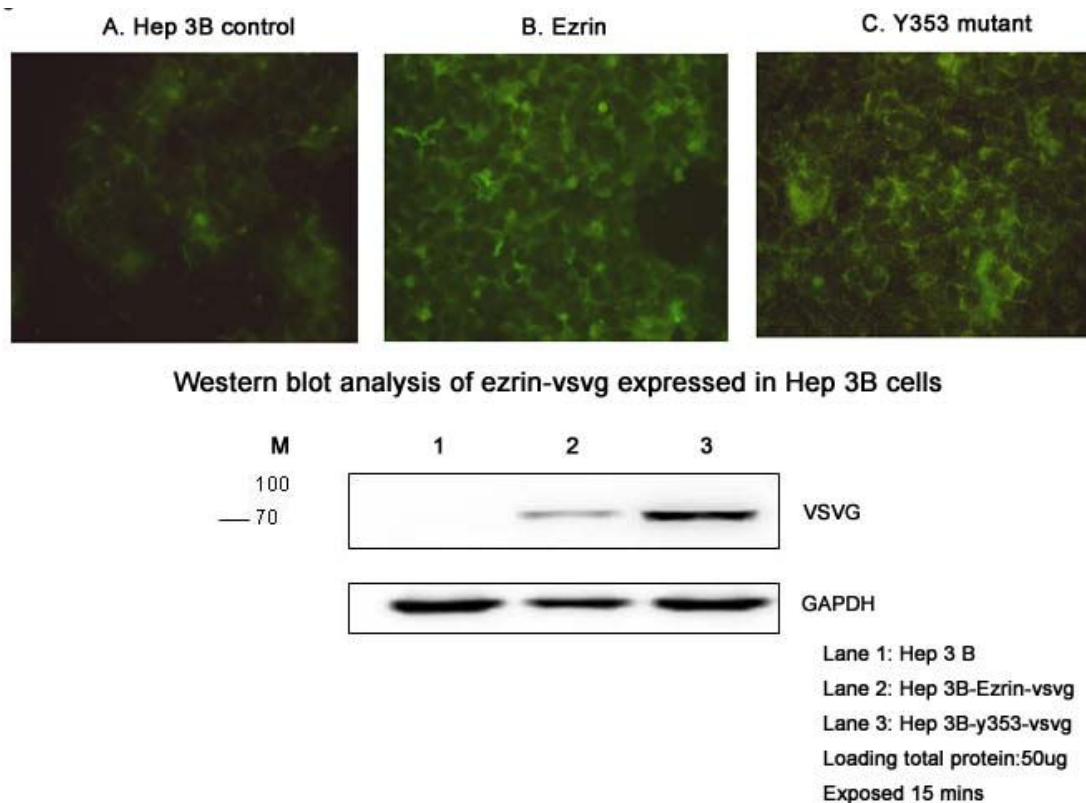 A. Hep 3B control B. Ezrin C. Y353 mutant
Western blot analysis of ezrin-vsvg expressed in Hep 3B cells
M 1 2 3
100
70 VSVG
GAPDH
Lane 1: Hep 3 B
Lane 2: Hep 3B-Ezrin-vsvg
Lane 3: Hep 3B-y353-vsvg
Loading total protein:50ug
Exposed 15 mins